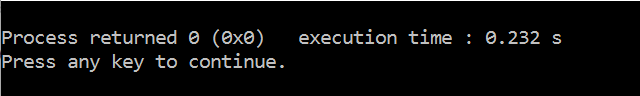 Process returned 0 (0x0)   execution time : 0.232 s
Press any key to continue.